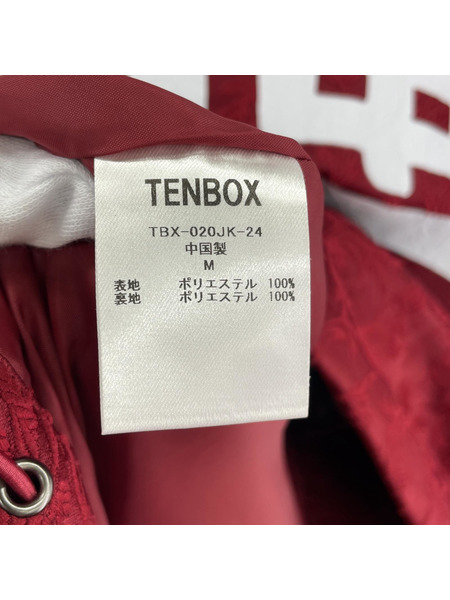 TENBOX
TBX-020JK-24
中国製
M
表地 ポリエステル 100%
裏地 ポリエステル 100%